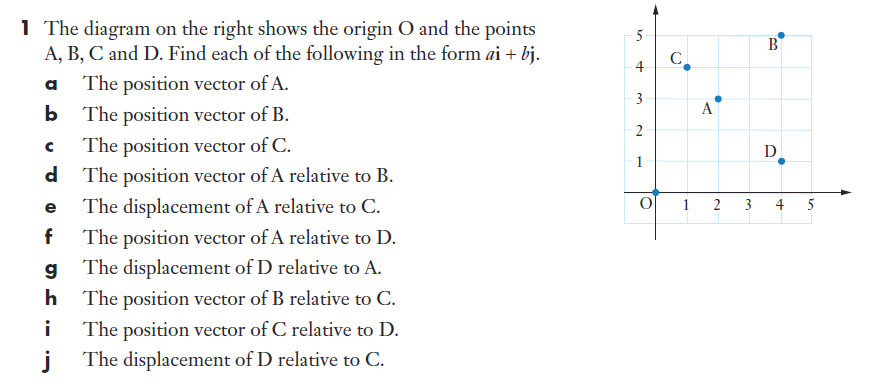 1 The diagram on the right shows the origin O and the points
A, B, C and D. Find each of the following in the form ai + bj.
a The position vector of A.
b The position vector of B.
c The position vector of C.
d The position vector of A relative to B.
e The displacement of A relative to C.
f The position vector of A relative to D.
g The displacement of D relative to A.
h The position vector of B relative to C.
i The position vector of C relative to D.
j The displacement of D relative to C.
5
B
C
4
3
A
2
D
1
O 1 2 3 4 5